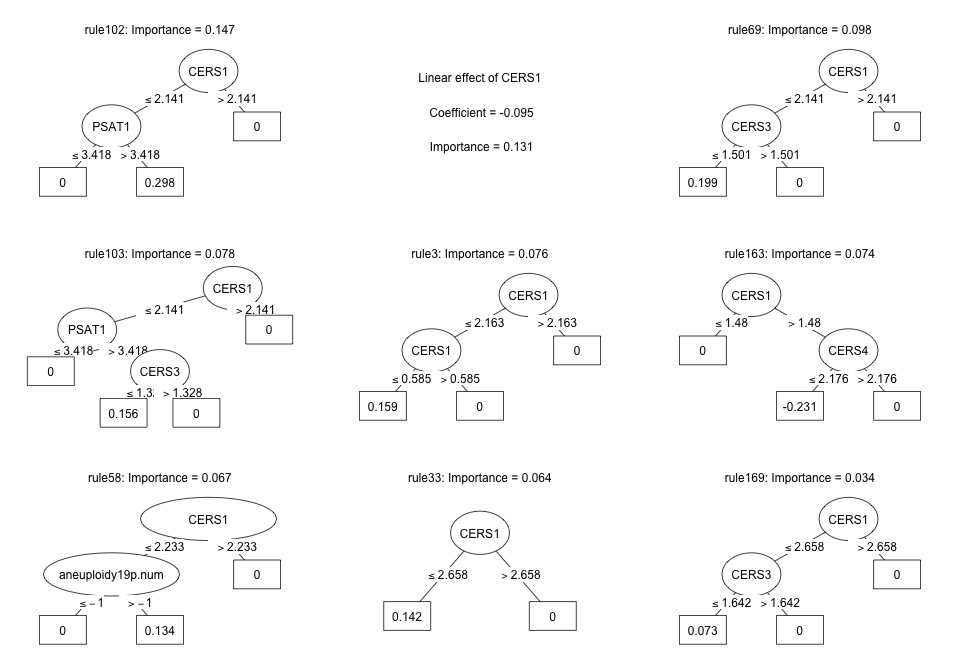 rule102: Importance = 0.147
CERS1
≤ 2.141
> 2.141
PSAT1
0
≤ 3.418
> 3.418
0
0.298
Linear effect of CERS1
Coefficient = -0.095
Importance = 0.131
rule69: Importance = 0.098
CERS1
≤ 2.141
> 2.141
CERS3
0
≤ 1.501
> 1.501
0.199
0
rule103: Importance = 0.078
CERS1
≤ 2.141
> 2.141
PSAT1
0
≤ 3.418
> 3.418
0
CERS3
≤ 1.3
> 1.328
0.156
0
rule3: Importance = 0.076
CERS1
≤ 2.163
> 2.163
CERS1
0
≤ 0.585
> 0.585
0.159
0
rule163: Importance = 0.074
CERS1
≤ 1.48
> 1.48
0
CERS4
≤ 2.176
> 2.176
-0.231
0
rule58: Importance = 0.067
CERS1
≤ 2.233
> 2.233
aneuploidy19p.num
0
≤ −1
> −1
0
0.134
rule33: Importance = 0.064
CERS1
≤ 2.658
> 2.658
0.142
0
rule169: Importance = 0.034
CERS1
≤ 2.658
> 2.658
CERS3
0
≤ 1.642
> 1.642
0.073
0